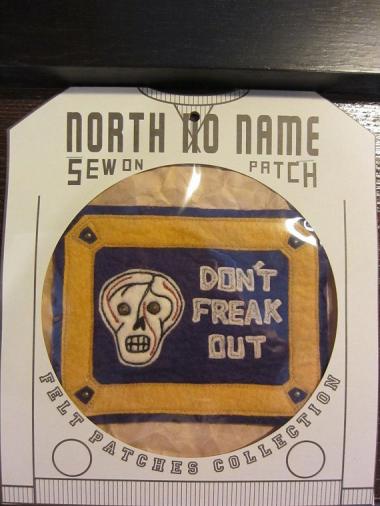 NORTH NO NAME
SEW ON PATCH
DON'T
FREAK
OUT
FELT PATCHES COLLECTION